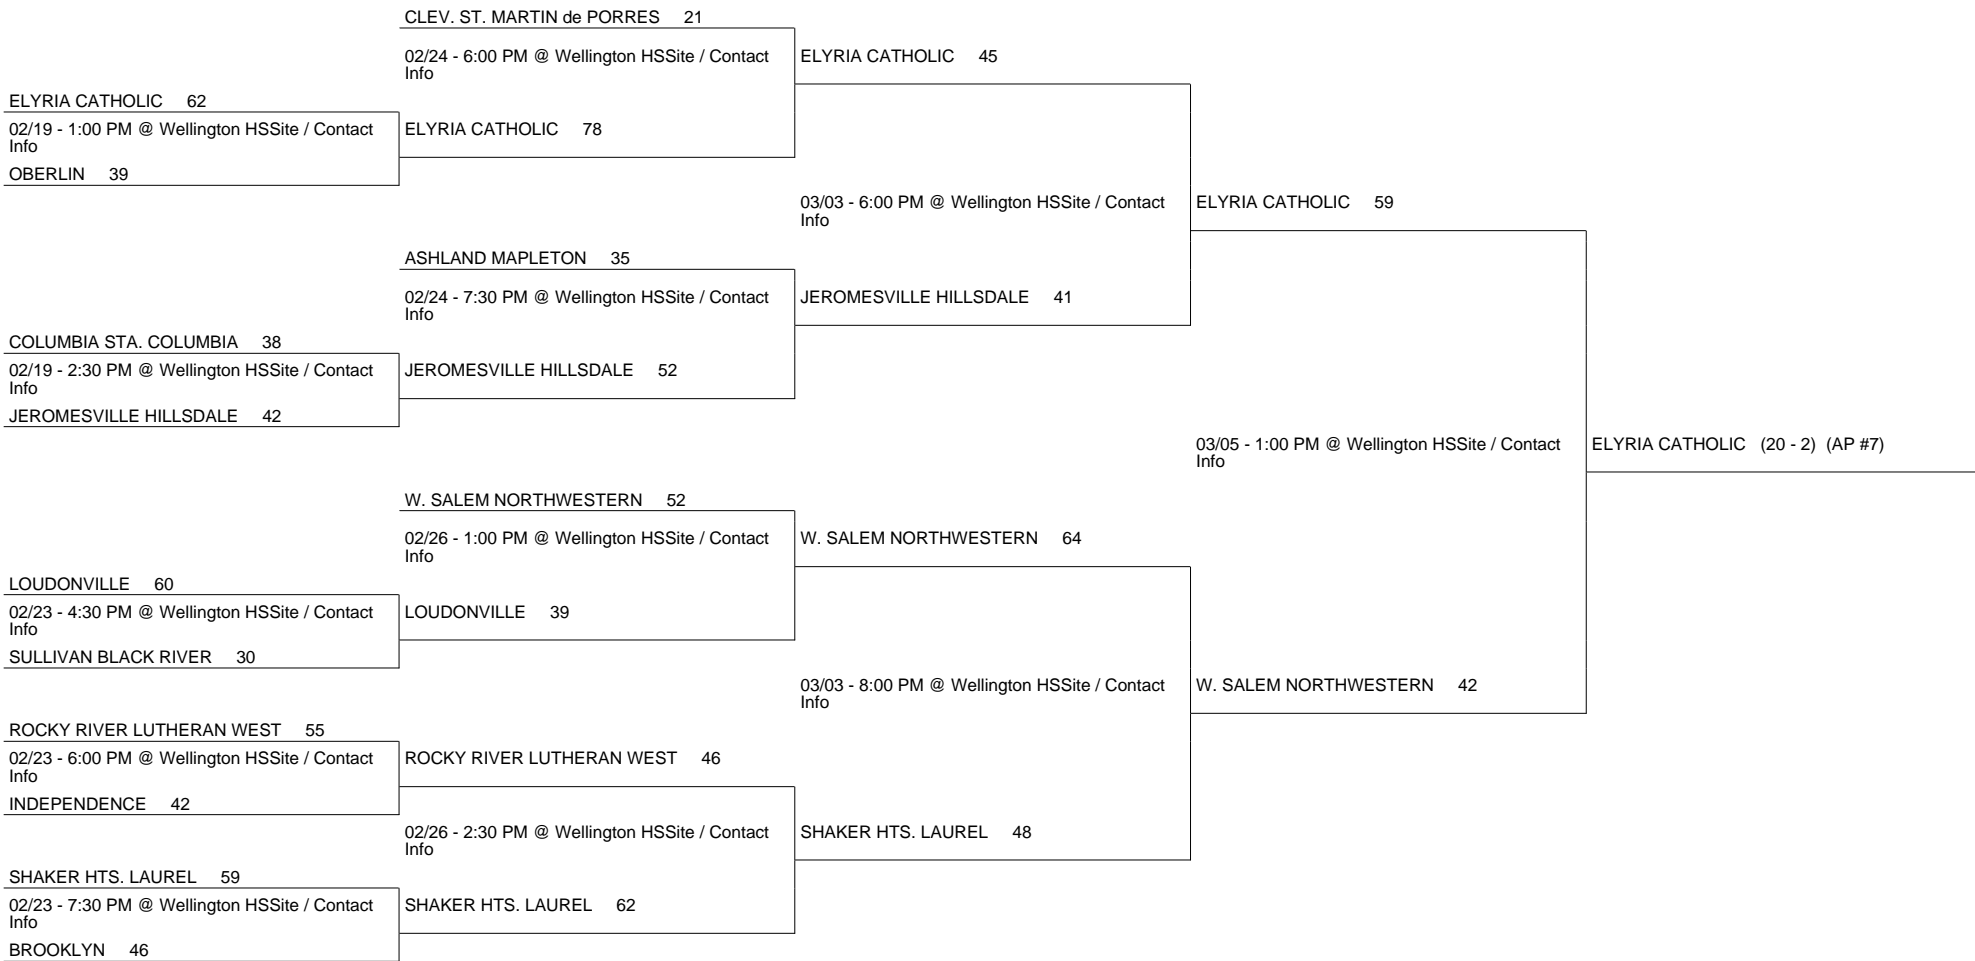 CLEV. ST. MARTIN de PORRES 21
02/24 - 6:00 PM @ Wellington HSSite / Contact
Info
ELYRIA CATHOLIC 45
ELYRIA CATHOLIC 62
02/19 - 1:00 PM @ Wellington HSSite / Contact
Info
ELYRIA CATHOLIC 78
OBERLIN 39
03/03 - 6:00 PM @ Wellington HSSite / Contact
Info
ELYRIA CATHOLIC 59
ASHLAND MAPLETON 35
02/24 - 7:30 PM @ Wellington HSSite / Contact
Info
JEROMESVILLE HILLSDALE 41
COLUMBIA STA. COLUMBIA 38
02/19 - 2:30 PM @ Wellington HSSite / Contact
Info
JEROMESVILLE HILLSDALE 52
JEROMESVILLE HILLSDALE 42
03/05 - 1:00 PM @ Wellington HSSite / Contact
Info
ELYRIA CATHOLIC (20 - 2) (AP #7)
W. SALEM NORTHWESTERN 52
02/26 - 1:00 PM @ Wellington HSSite / Contact
Info
W. SALEM NORTHWESTERN 64
LOUDONVILLE 60
02/23 - 4:30 PM @ Wellington HSSite / Contact
Info
LOUDONVILLE 39
SULLIVAN BLACK RIVER 30
03/03 - 8:00 PM @ Wellington HSSite / Contact
Info
W. SALEM NORTHWESTERN 42
ROCKY RIVER LUTHERAN WEST 55
02/23 - 6:00 PM @ Wellington HSSite / Contact
Info
ROCKY RIVER LUTHERAN WEST 46
INDEPENDENCE 42
02/26 - 2:30 PM @ Wellington HSSite / Contact
Info
SHAKER HTS. LAUREL 48
SHAKER HTS. LAUREL 59
02/23 - 7:30 PM @ Wellington HSSite / Contact
Info
SHAKER HTS. LAUREL 62
BROOKLYN 46